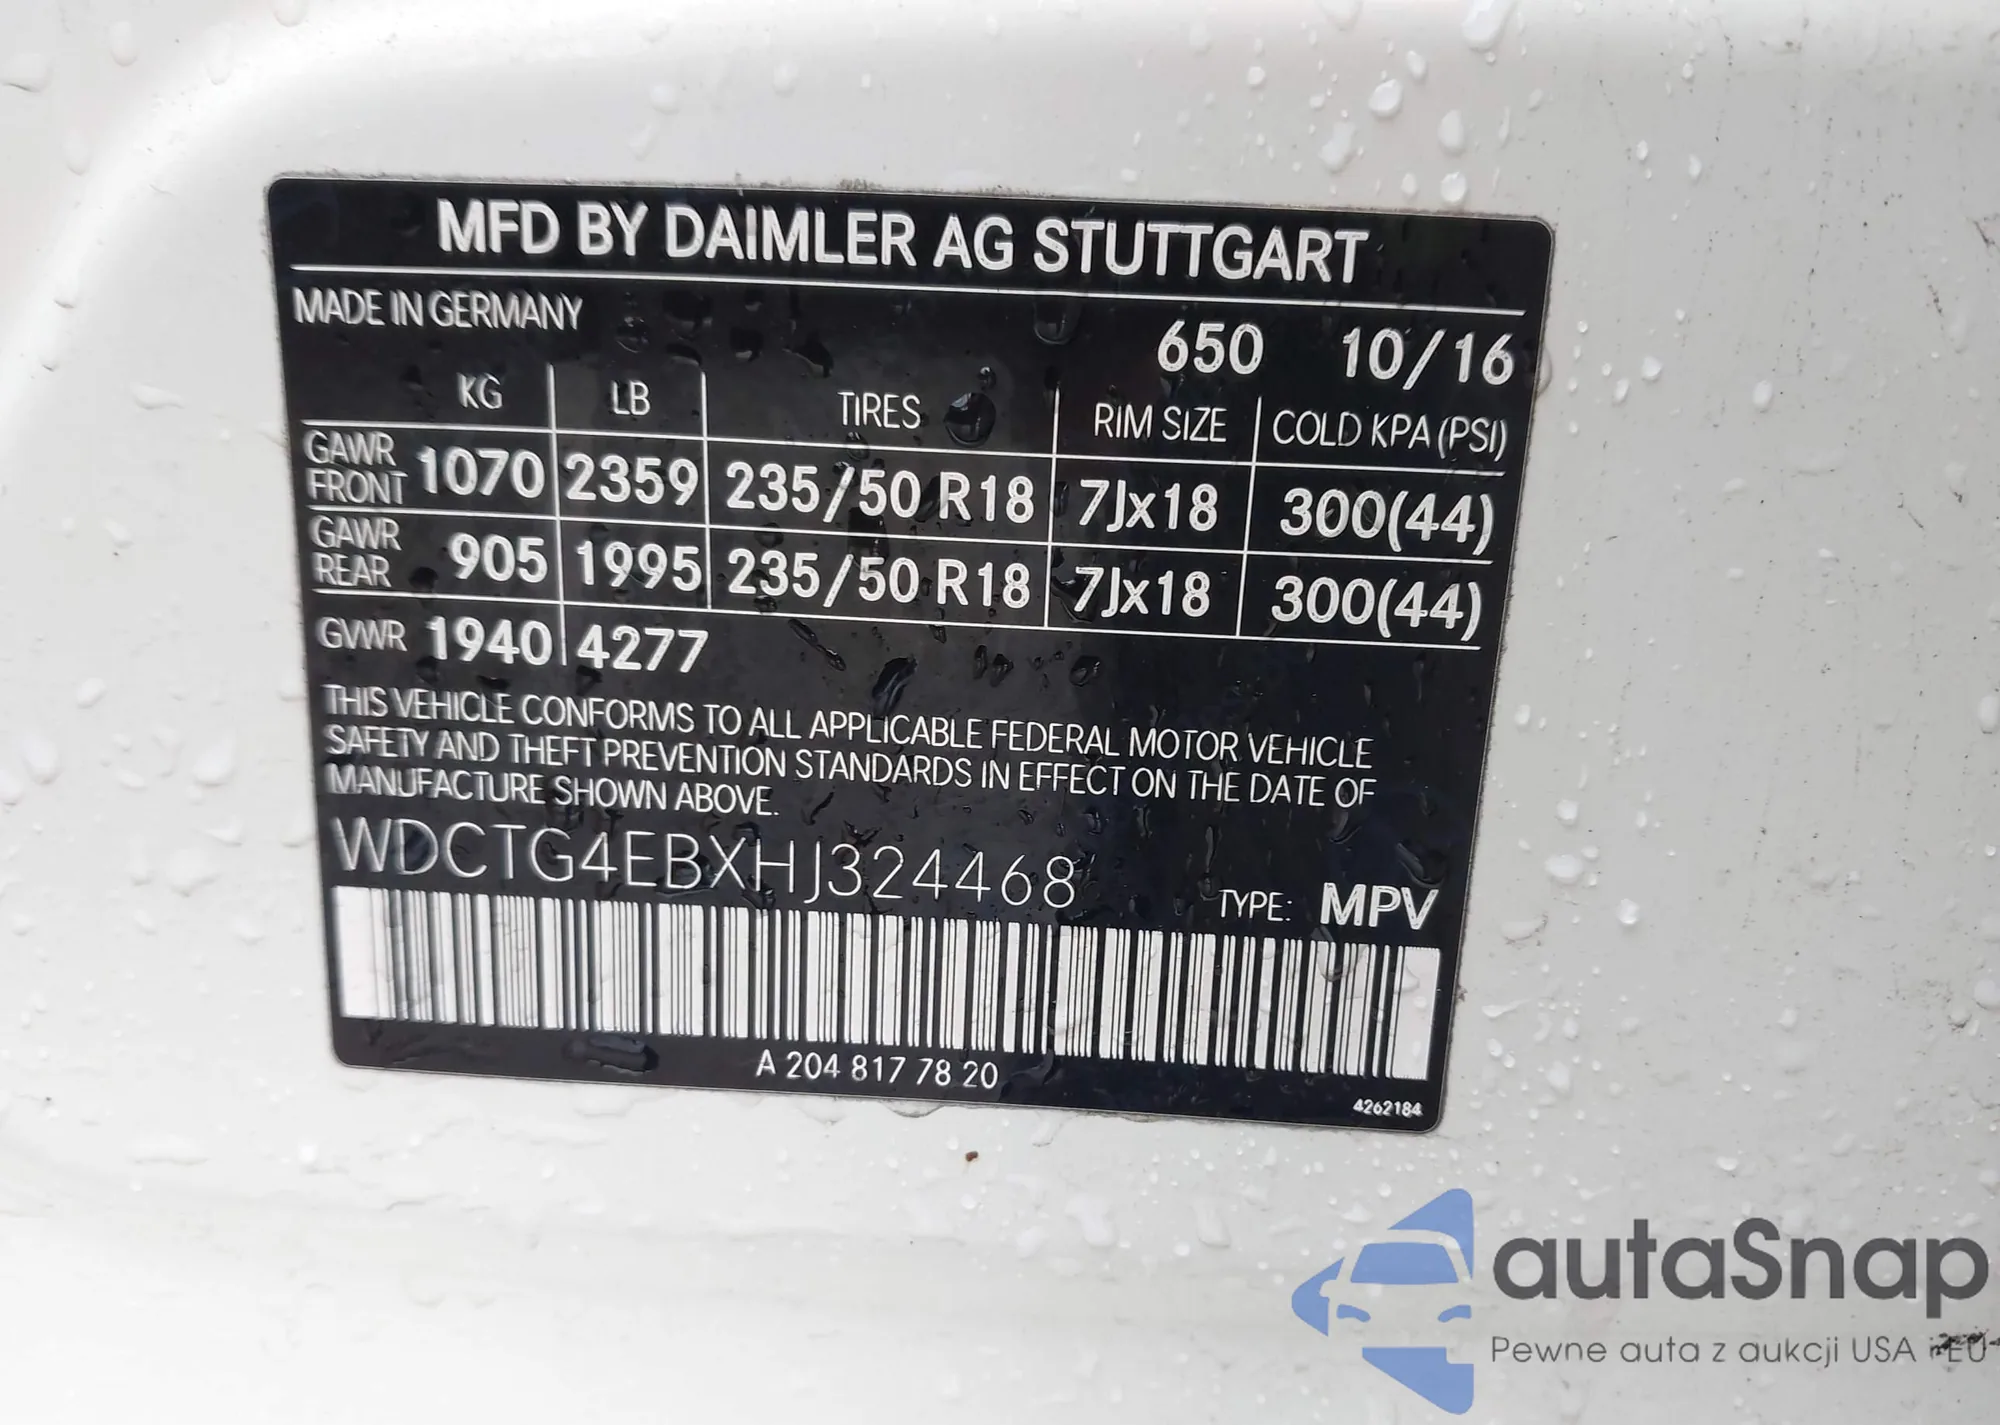 MFD BY DAIMLER AG STUTTGART
MADE IN GERMANY
650 10/16
KG LB TIRES RIM SIZE COLD KPA (PSI)
GAWR FRONT 1070 2359 235/50 R18 7Jx18 300(44)
GAWR REAR 905 1995 235/50 R18 7Jx18 300(44)
GVWR 1940 4277
THIS VEHICLE CONFORMS TO ALL APPLICABLE FEDERAL MOTOR VEHICLE
SAFETY AND THEFT PREVENTION STANDARDS IN EFFECT ON THE DATE OF
MANUFACTURE SHOWN ABOVE.
WDCTG4EBXHJ324468
TYPE: MPV
A 204 817 78 20
4262184
autaSnap
Pewne auta z aukcji USA i EU